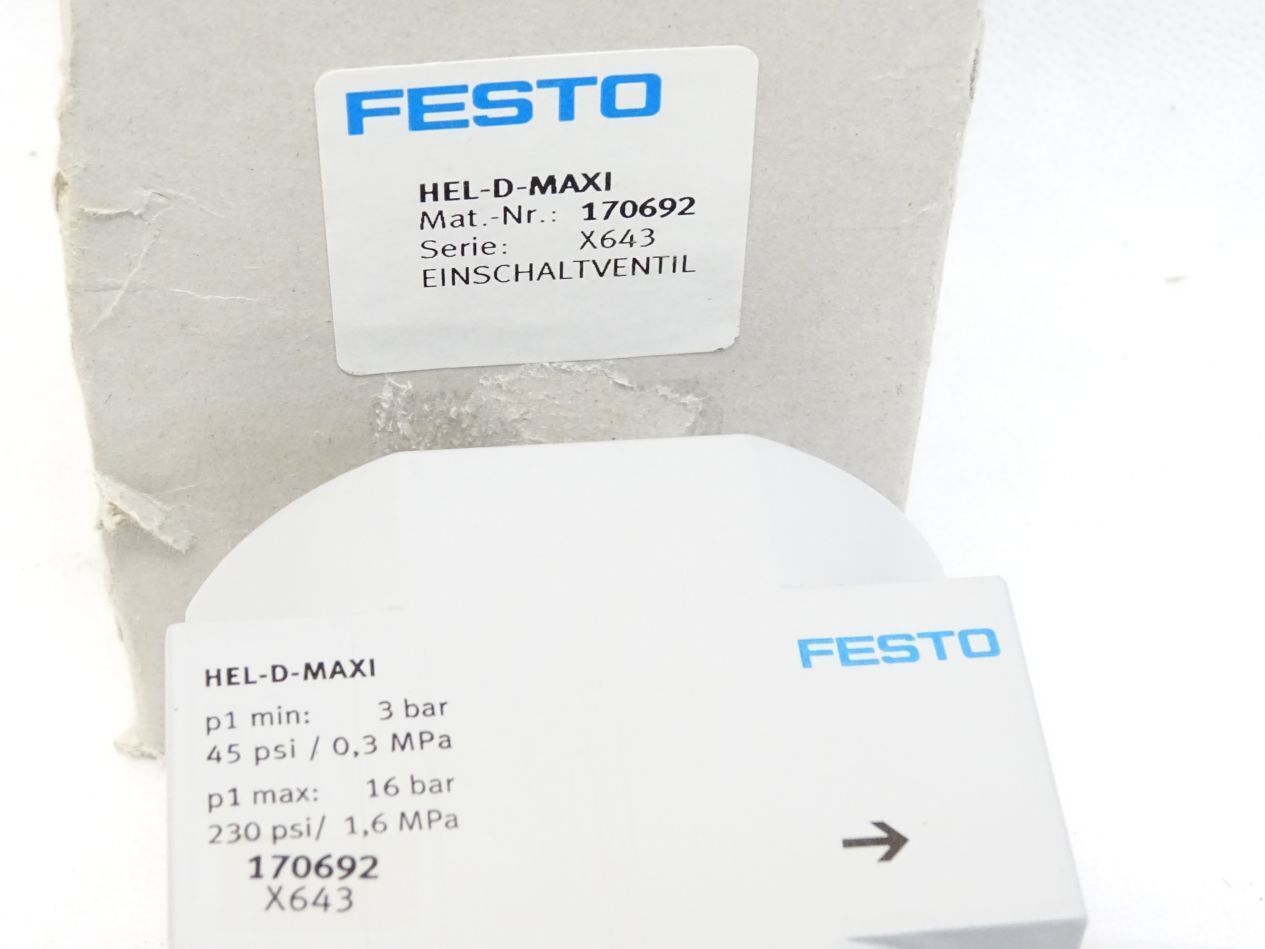 FESTO
HEL-D-MAXI
Mat.-Nr.: 170692
Serie: X643
EINSCHALTVENTIL
FESTO
HEL-D-MAXI
p1 min: 3 bar
45 psi / 0,3 MPa
p1 max: 16 bar
230 psi/ 1,6 MPa
170692
X643